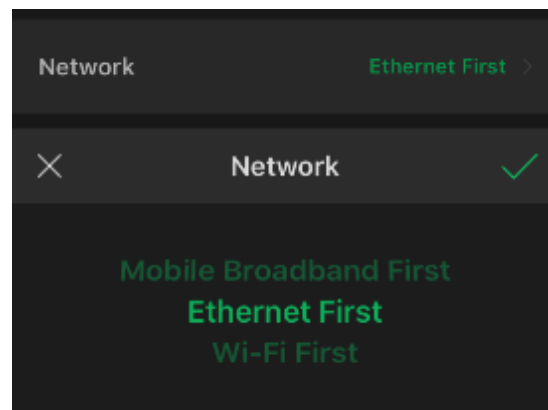 Network
Ethernet First
Network
Mobile Broadband First
Ethernet First
Wi-Fi First